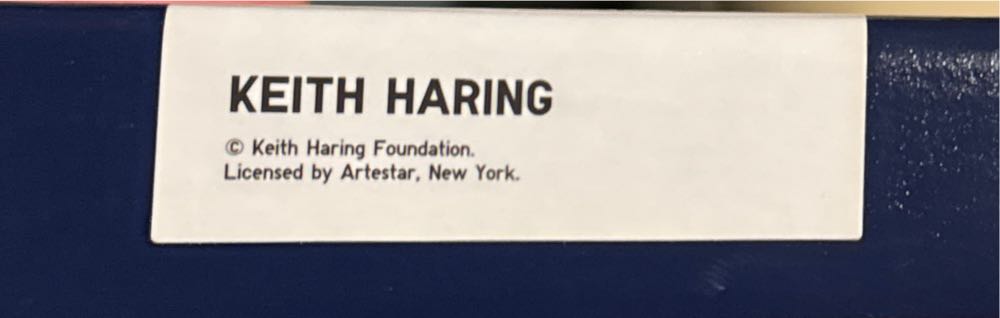 KEITH HARING
© Keith Haring Foundation.
Licensed by Artestar, New York.